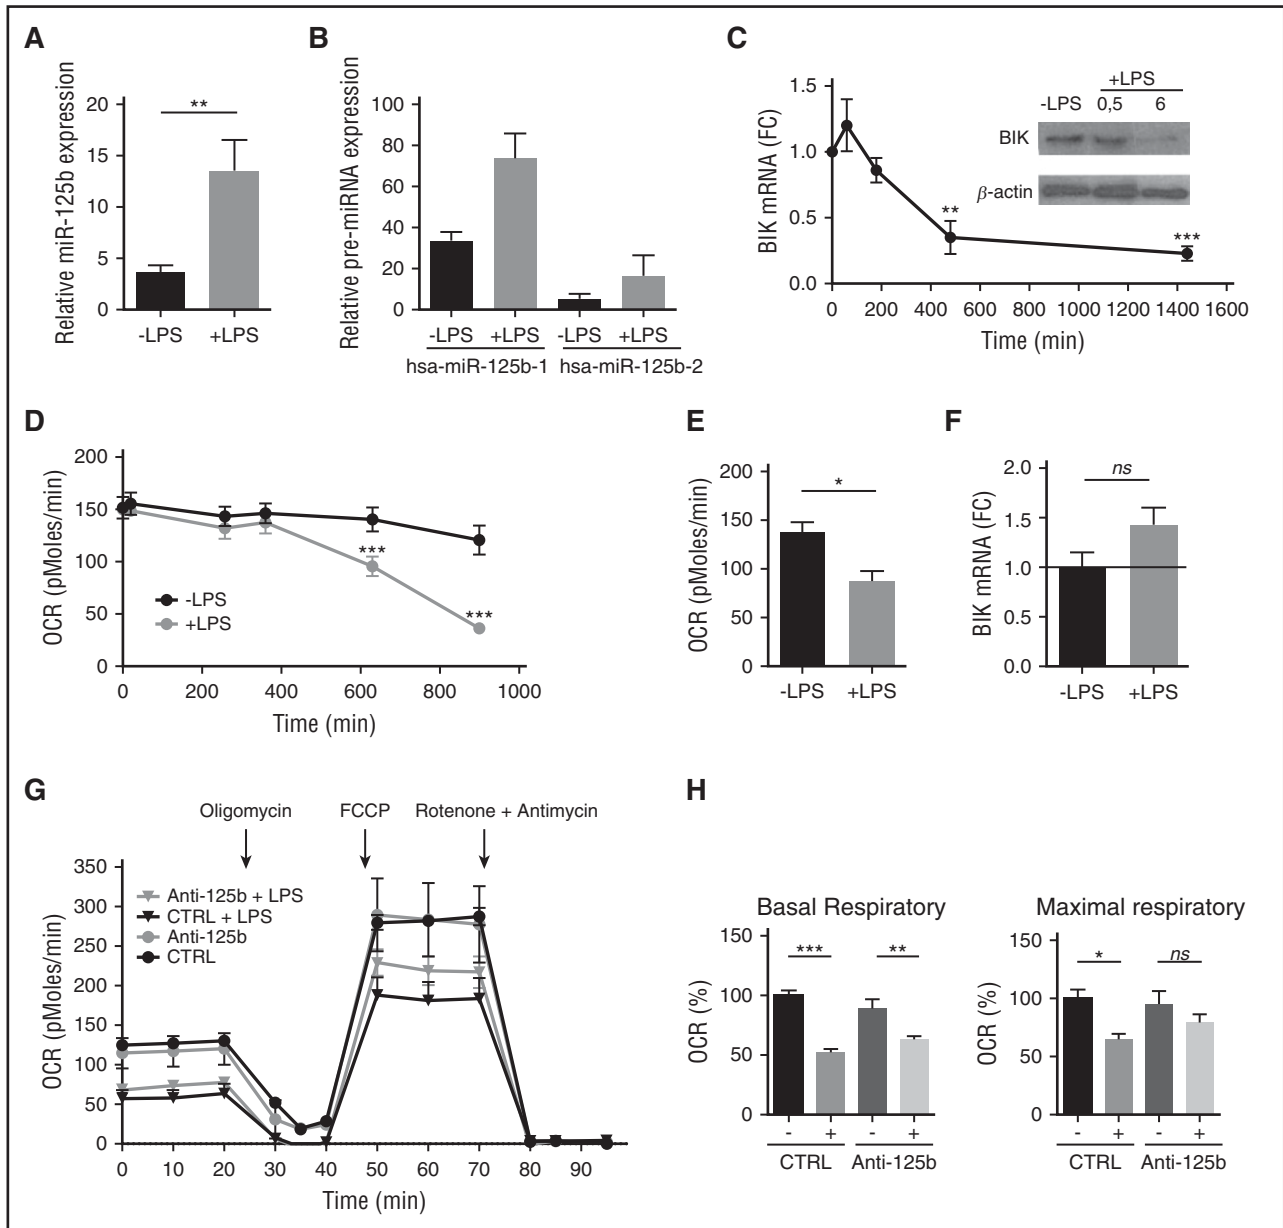 A
Relative miR-125b expression
20
15
10
5
0
**
-LPS
+LPS
B
Relative pre-miRNA expression
100
80
60
40
20
0
-LPS +LPS -LPS +LPS
hsa-miR-125b-1 hsa-miR-125b-2
C
BIK mRNA (FC)
1.5
1.0
0.5
0.0
**
***
0 200 400 600 800 1000 1200 1400 1600
Time (min)
+LPS
-LPS 0,5 6
BIK
β-actin
D
OCR (pMoles/min)
200
150
100
50
0
***
***
-LPS
+LPS
0 200 400 600 800 1000
Time (min)
E
OCR (pMoles/min)
200
150
100
50
0
*
-LPS +LPS
F
BIK mRNA (FC)
2.0
1.5
1.0
0.5
0.0
ns
-LPS +LPS
G
Oligomycin FCCP Rotenone + Antimycin
OCR (pMoles/min)
350
300
250
200
150
100
50
0
Anti-125b + LPS
CTRL + LPS
Anti-125b
CTRL
0 10 20 30 40 50 60 70 80 90
Time (min)
H
Basal Respiratory
OCR (%)
150
100
50
0
*** **
- + - +
CTRL Anti-125b
Maximal respiratory
OCR (%)
150
100
50
0
* ns
- + - +
CTRL Anti-125b